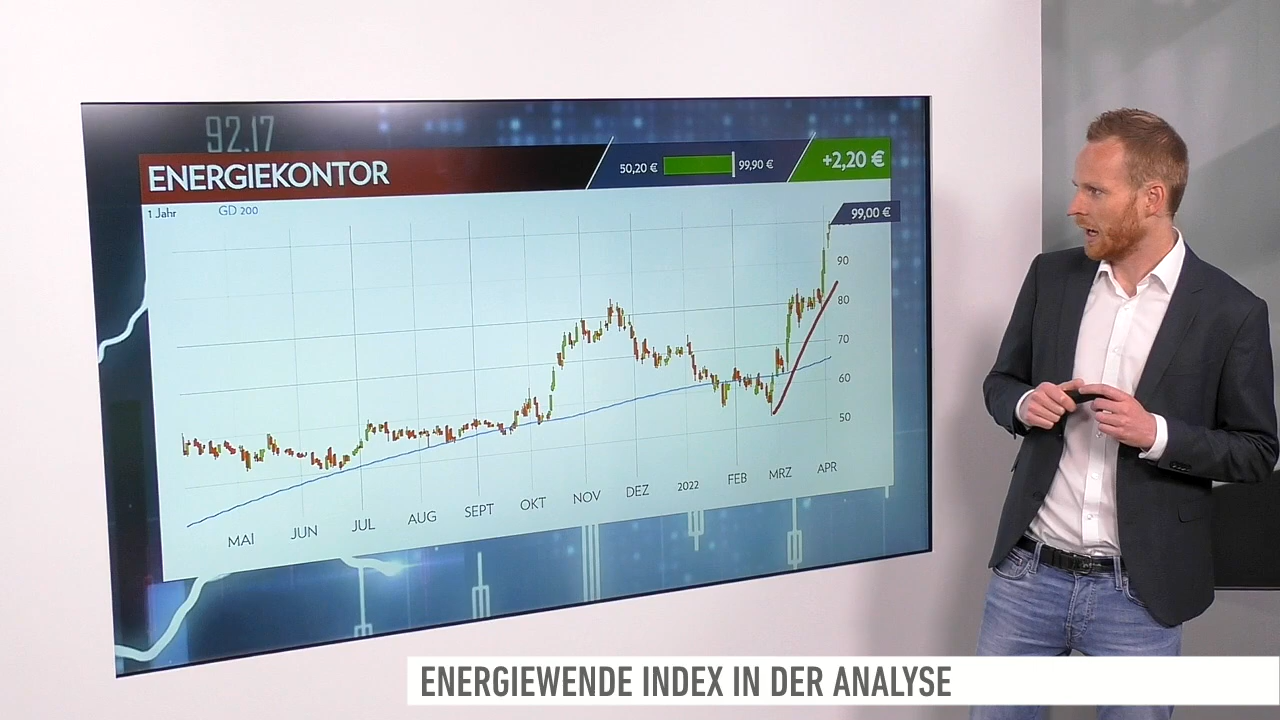 92.17
ENERGIEKONTOR
50,20 €
99,90 €
+2,20 €
1 Jahr
GD 200
99,00 €
90
80
70
60
50
MAI JUN JUL AUG SEPT OKT NOV DEZ 2022 FEB MRZ APR
ENERGIEWENDE INDEX IN DER ANALYSE